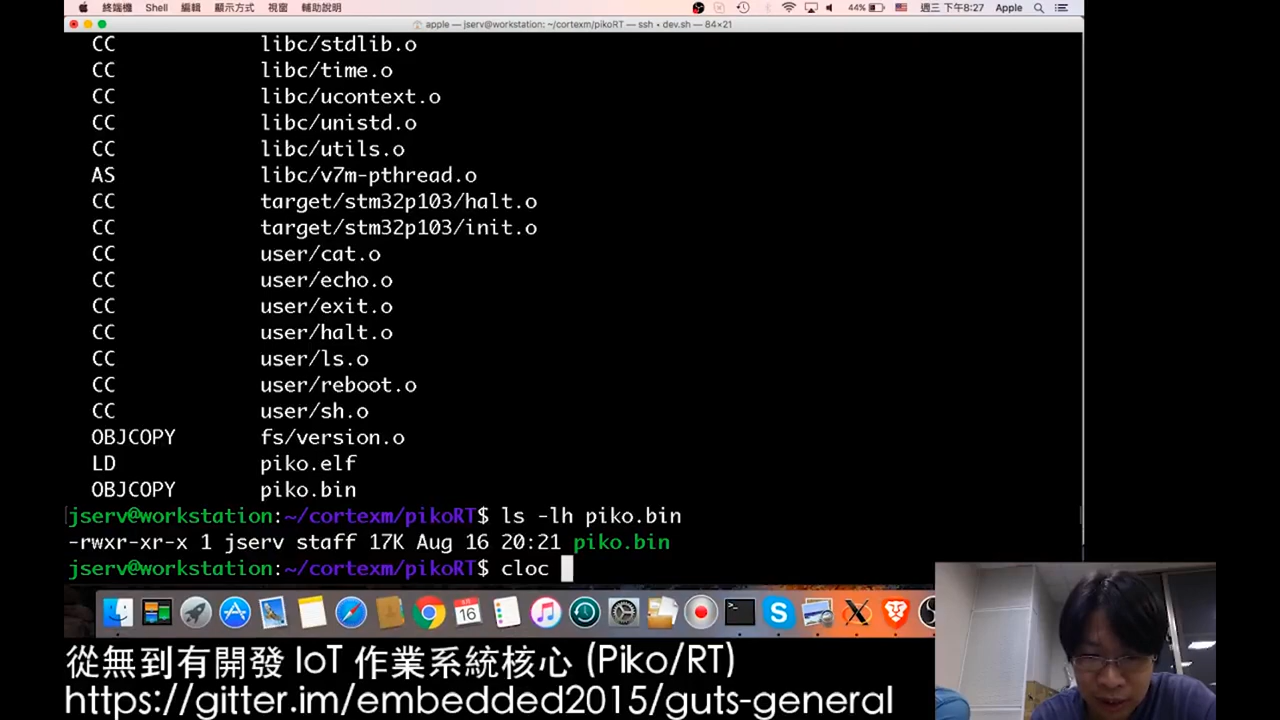 終端機 Shell 編輯 顯示方式 視窗 輔助說明 44% 週三 下午8:27 Apple
apple — jserv@workstation: ~/cortexm/pikoRT — ssh • dev.sh — 84×21
CC libc/stdlib.o
CC libc/time.o
CC libc/ucontext.o
CC libc/unistd.o
CC libc/utils.o
AS libc/v7m-pthread.o
CC target/stm32p103/halt.o
CC target/stm32p103/init.o
CC user/cat.o
CC user/echo.o
CC user/exit.o
CC user/halt.o
CC user/ls.o
CC user/reboot.o
CC user/sh.o
OBJCOPY fs/version.o
LD piko.elf
OBJCOPY piko.bin
jserv@workstation:~/cortexm/pikoRT$ ls -lh piko.bin
-rwxr-xr-x 1 jserv staff 17K Aug 16 20:21 piko.bin
jserv@workstation:~/cortexm/pikoRT$ cloc
16
從無到有開發 IoT 作業系統核心 (Piko/RT)
https://gitter.im/embedded2015/guts-general